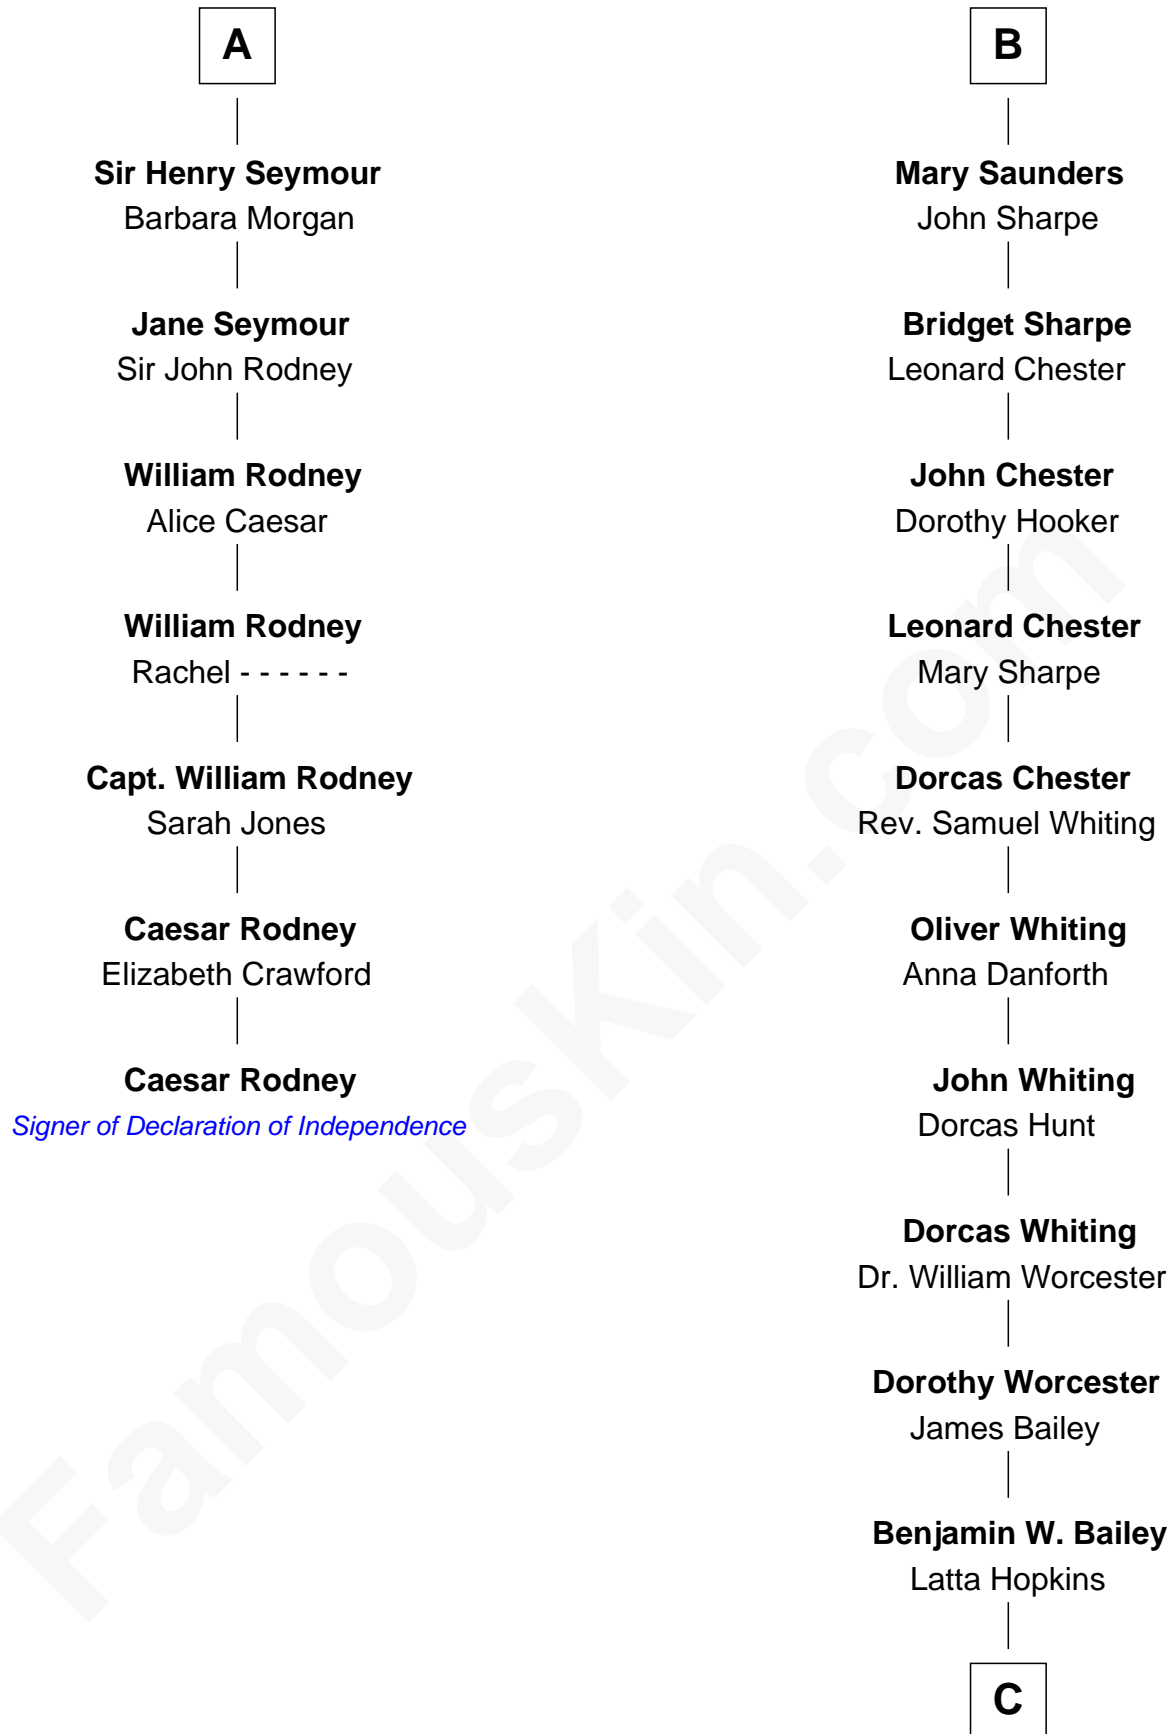 A
Sir Henry Seymour
Barbara Morgan
Jane Seymour
Sir John Rodney
William Rodney
Alice Caesar
William Rodney
Rachel - - - - - -
Capt. William Rodney
Sarah Jones
Caesar Rodney
Elizabeth Crawford
Caesar Rodney
Signer of Declaration of Independence
B
Mary Saunders
John Sharpe
Bridget Sharpe
Leonard Chester
John Chester
Dorothy Hooker
Leonard Chester
Mary Sharpe
Dorcas Chester
Rev. Samuel Whiting
Oliver Whiting
Anna Danforth
John Whiting
Dorcas Hunt
Dorcas Whiting
Dr. William Worcester
Dorothy Worcester
James Bailey
Benjamin W. Bailey
Latta Hopkins
C
FamousKin.com